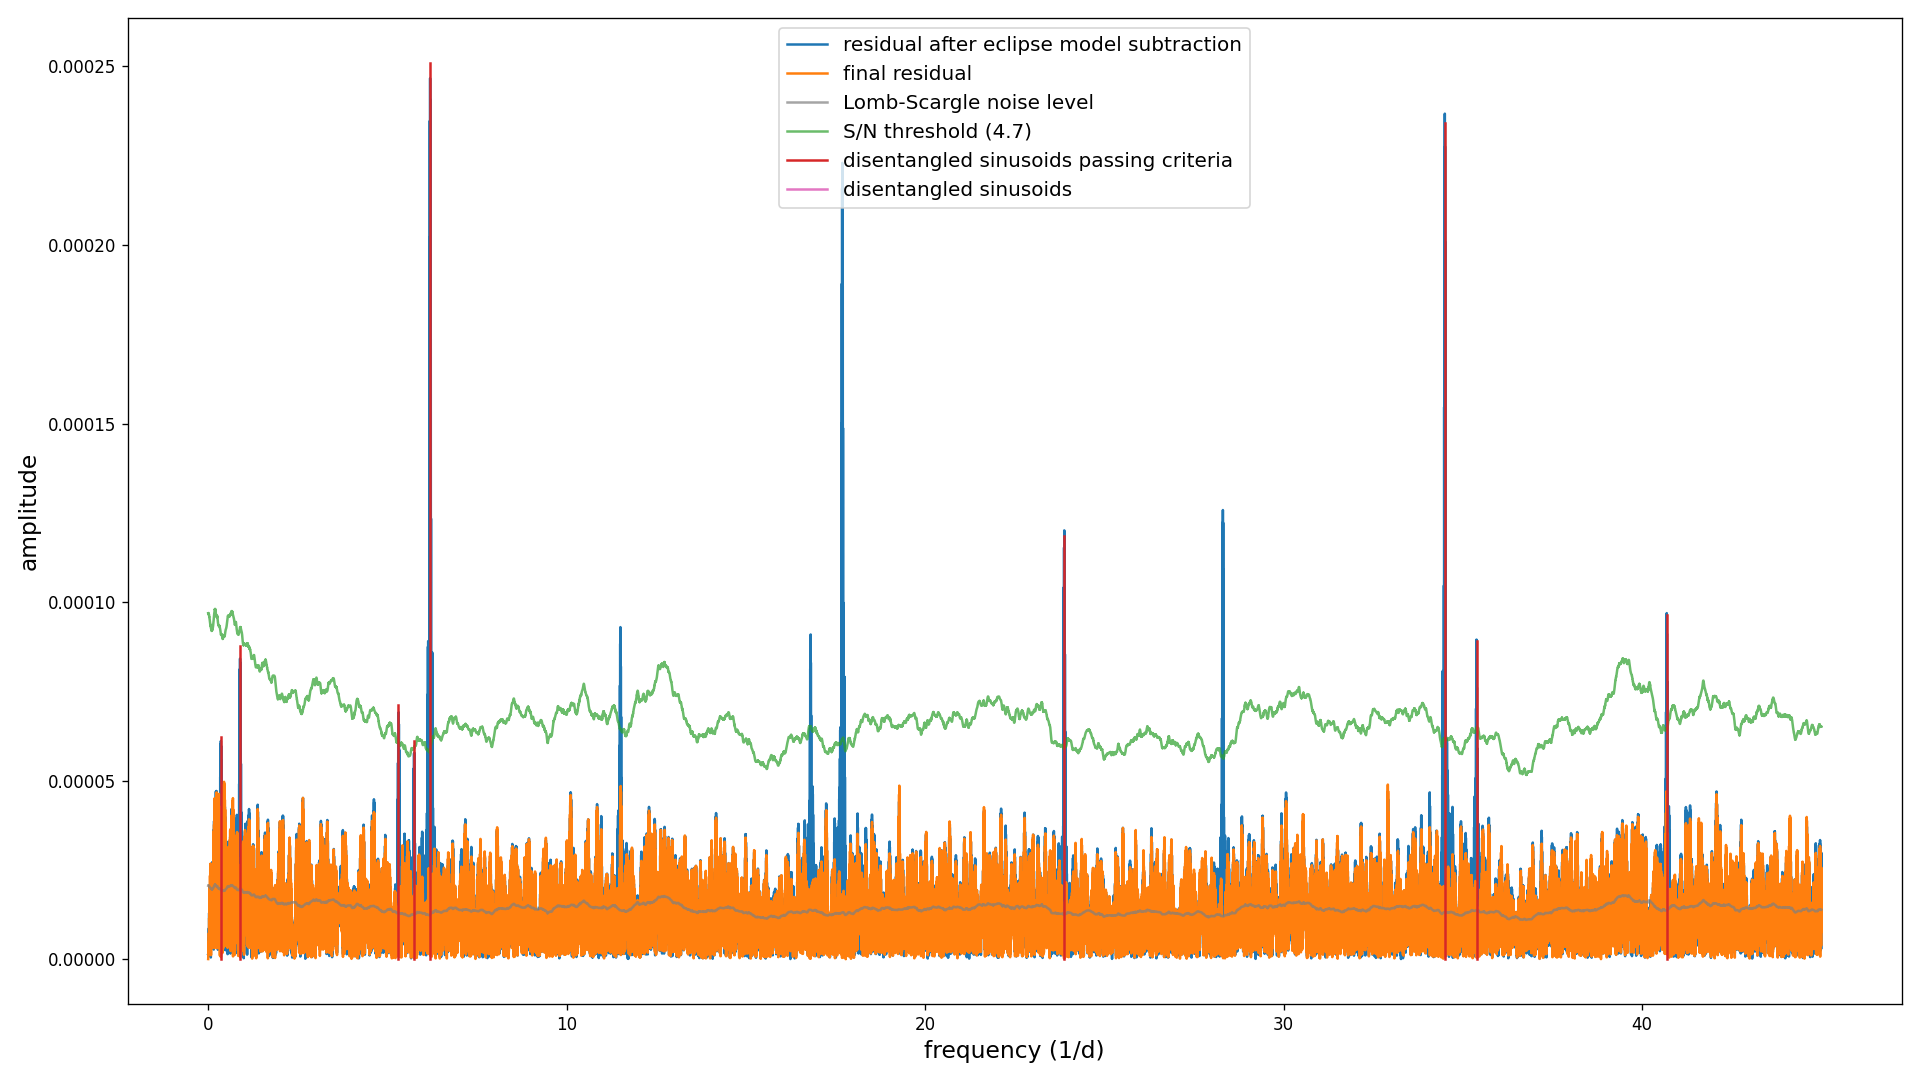 residual after eclipse model subtraction
final residual
Lomb-Scargle noise level
S/N threshold (4.7)
disentangled sinusoids passing criteria
disentangled sinusoids
0.00025
0.00020
0.00015
0.00010
0.00005
0.00000
amplitude
0 10 20 30 40
frequency (1/d)